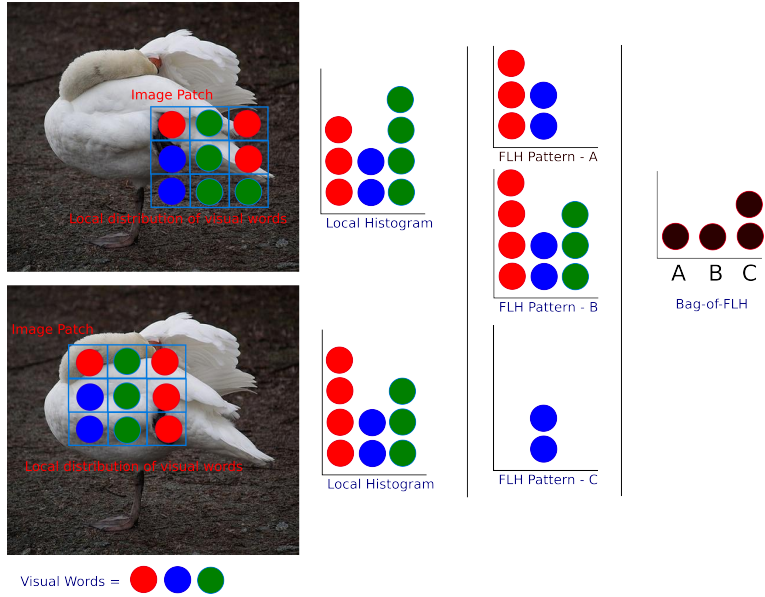 Image Patch
Local distribution of visual words
Local Histogram
Image Patch
Local distribution of visual words
Local Histogram
Visual Words =
FLH Pattern - A
FLH Pattern - B
FLH Pattern - C
A B C
Bag-of-FLH